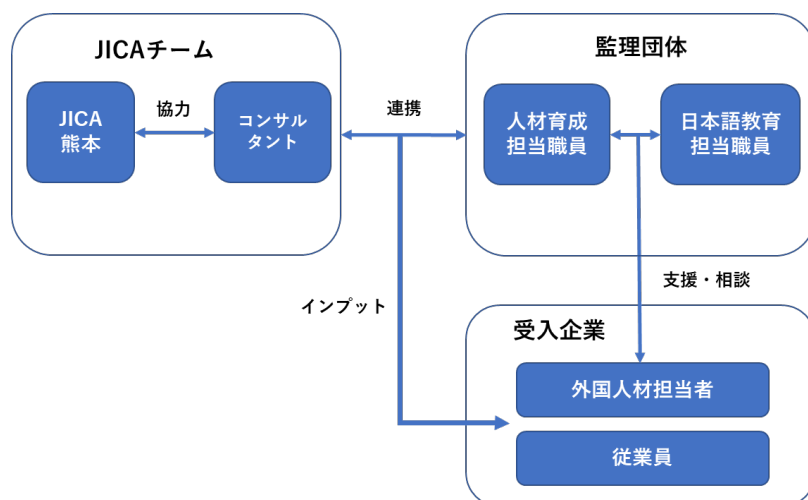 JICAチーム
JICA
熊本
協力
コンサル
タント
連携
監理団体
人材育成
担当職員
日本語教育
担当職員
支援・相談
インプット
受入企業
外国人材担当者
従業員